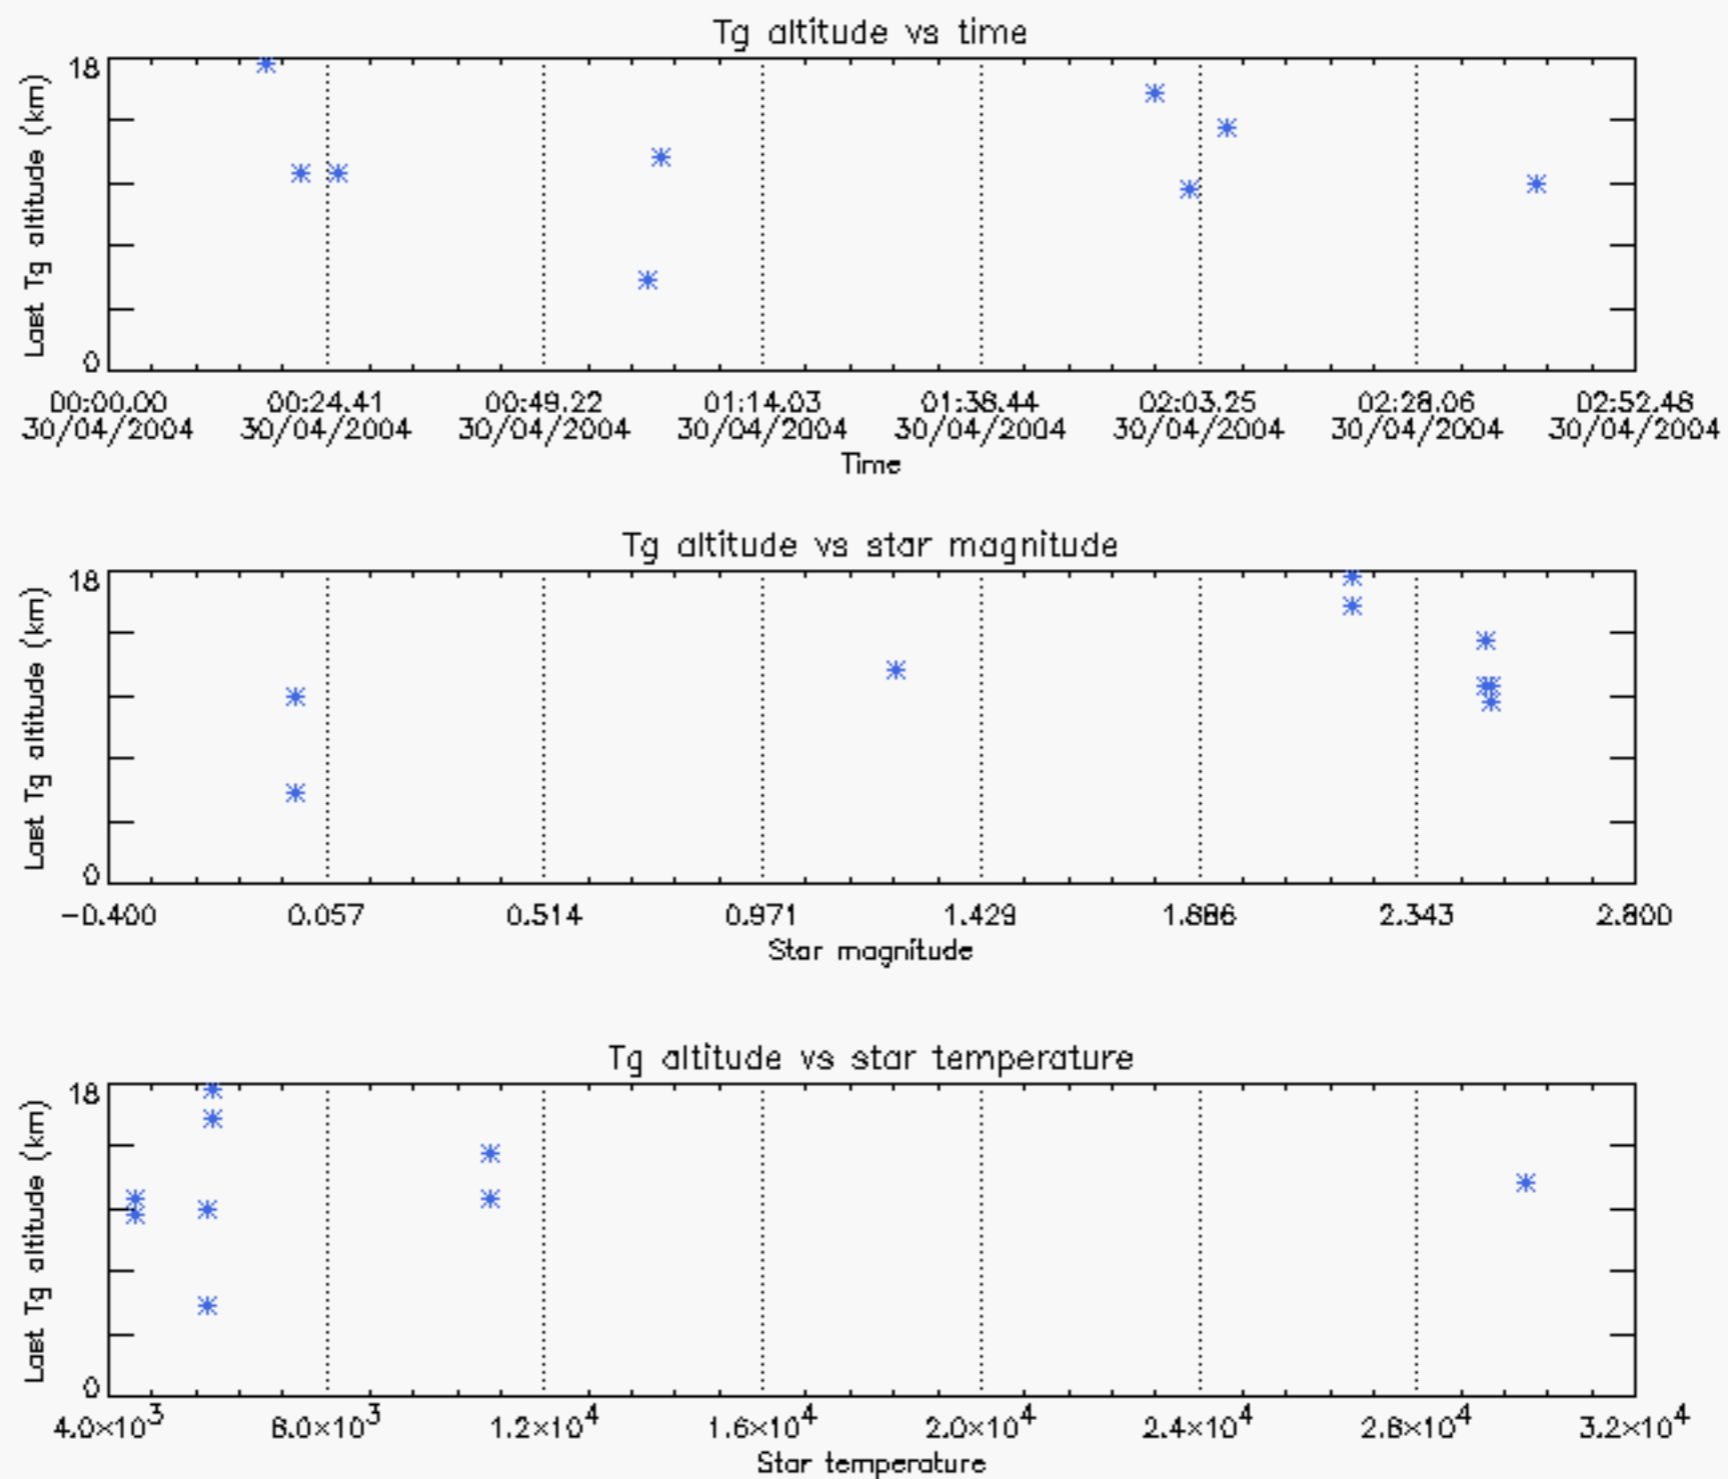 Tg altitude vs time
18
Last Tg altitude (km)
0
00:00.00 00:24.41 00:49.22 01:14.03 01:38.44 02:03.25 02:28.06 02:52.48
30/04/2004 30/04/2004 30/04/2004 30/04/2004 30/04/2004 30/04/2004 30/04/2004 30/04/2004
Time
Tg altitude vs star magnitude
18
Last Tg altitude (km)
0
-0.400 0.057 0.514 0.971 1.429 1.886 2.343 2.800
Star magnitude
Tg altitude vs star temperature
18
Last Tg altitude (km)
0
4.0×10³ 8.0×10³ 1.2×10⁴ 1.6×10⁴ 2.0×10⁴ 2.4×10⁴ 2.8×10⁴ 3.2×10⁴
Star temperature